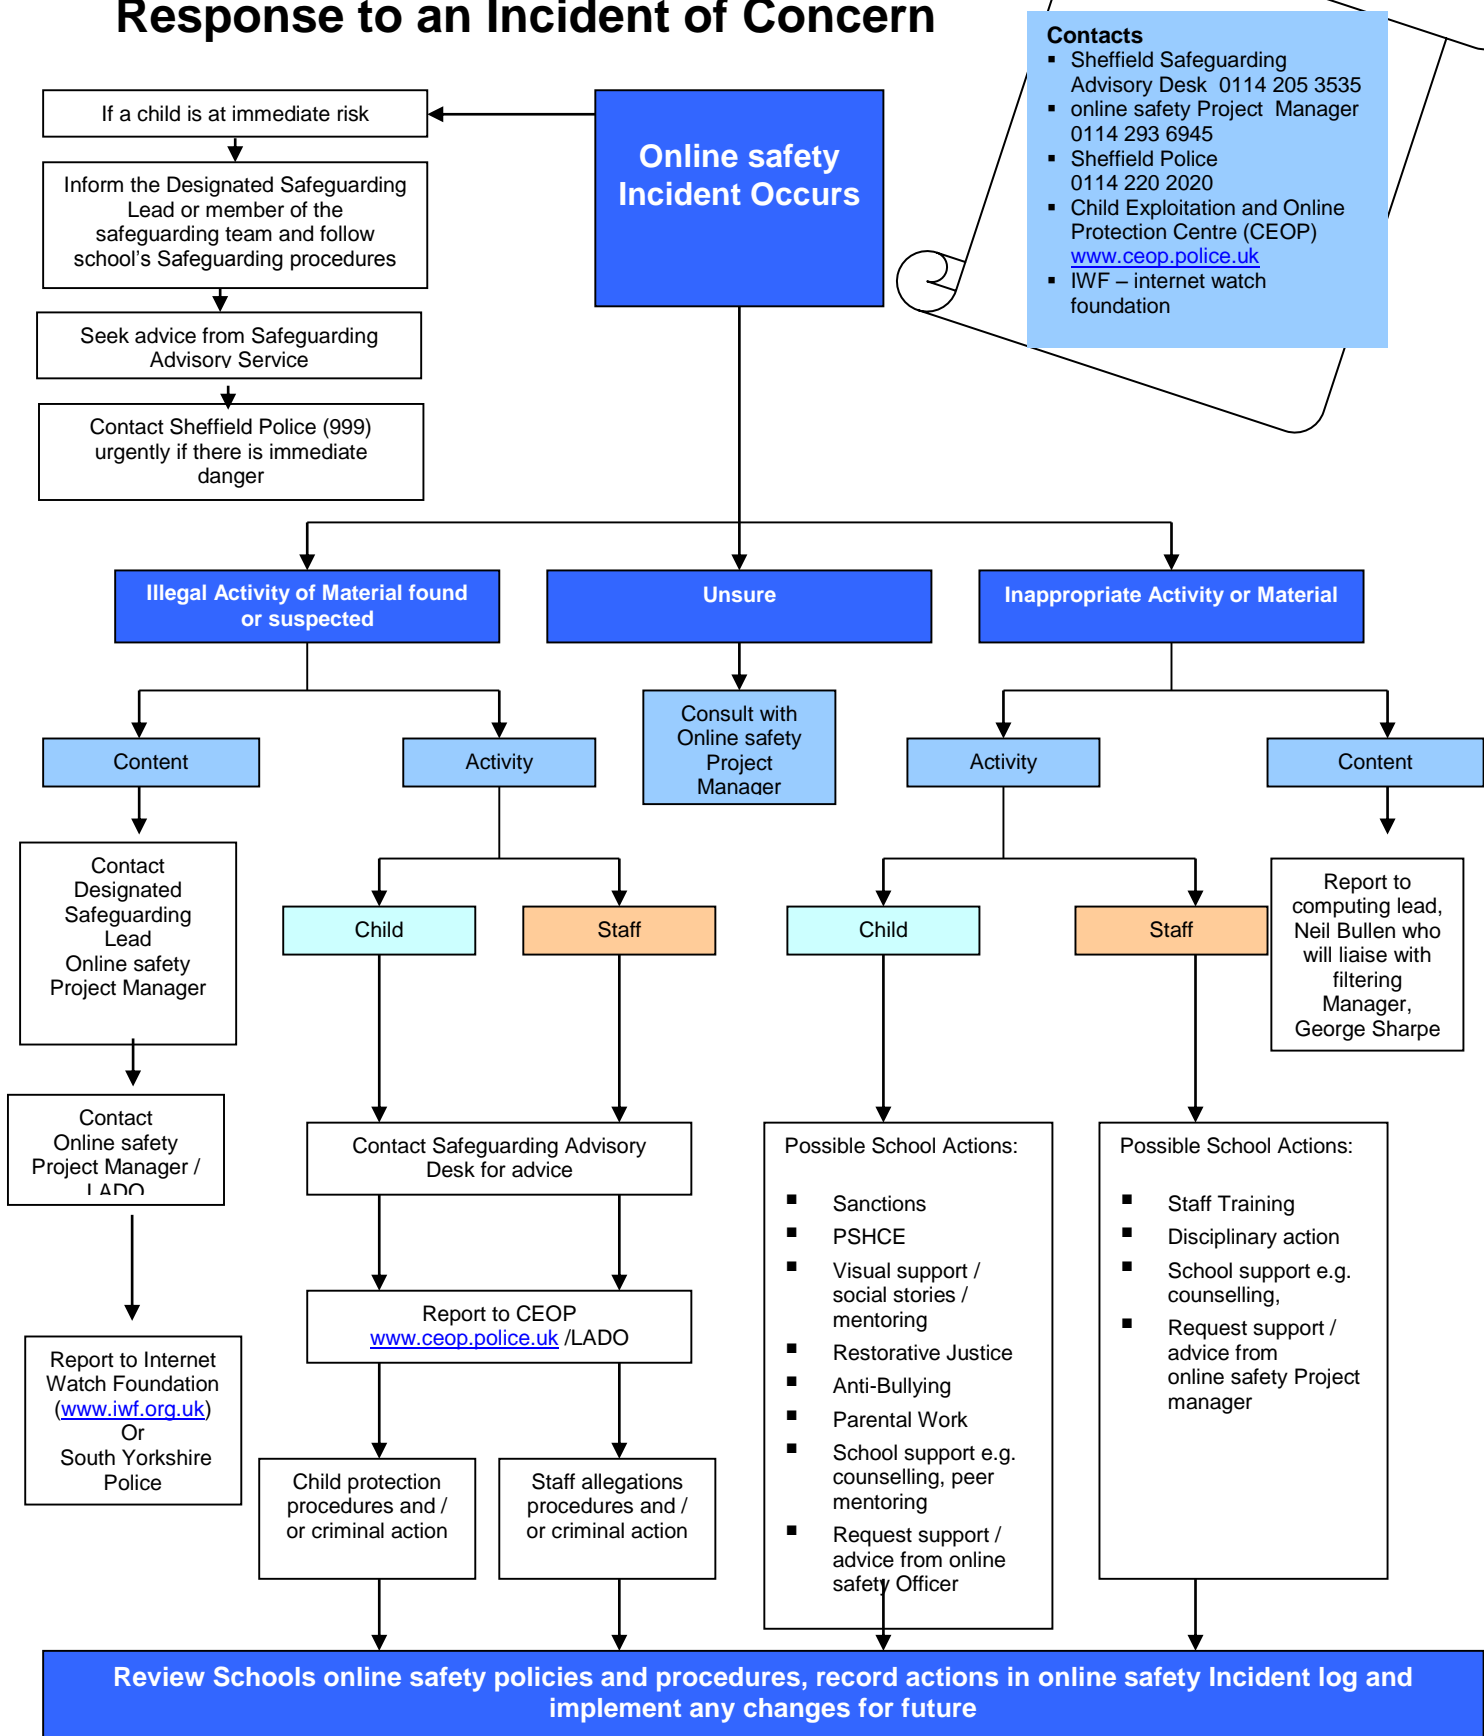 Response to an Incident of Concern
Contacts
▪ Sheffield Safeguarding
Advisory Desk 0114 205 3535
▪ online safety Project Manager
0114 293 6945
▪ Sheffield Police
0114 220 2020
▪ Child Exploitation and Online
Protection Centre (CEOP)
www.ceop.police.uk
▪ IWF – internet watch
foundation
If a child is at immediate risk
Online safety
Incident Occurs
Inform the Designated Safeguarding
Lead or member of the
safeguarding team and follow
school's Safeguarding procedures
Seek advice from Safeguarding
Advisory Service
Contact Sheffield Police (999)
urgently if there is immediate
danger
Illegal Activity of Material found
or suspected
Unsure
Inappropriate Activity or Material
Content
Activity
Consult with
Online safety
Project
Manager
Activity
Content
Contact
Designated
Safeguarding
Lead
Online safety
Project Manager
Child
Staff
Child
Staff
Report to
computing lead,
Neil Bullen who
will liaise with
filtering
Manager,
George Sharpe
Contact
Online safety
Project Manager /
LADO
Contact Safeguarding Advisory
Desk for advice
Report to CEOP
www.ceop.police.uk /LADO
Report to Internet
Watch Foundation
(www.iwf.org.uk)
Or
South Yorkshire
Police
Child protection
procedures and /
or criminal action
Staff allegations
procedures and /
or criminal action
Possible School Actions:
▪ Sanctions
▪ PSHCE
▪ Visual support /
social stories /
mentoring
▪ Restorative Justice
▪ Anti-Bullying
▪ Parental Work
▪ School support e.g.
counselling, peer
mentoring
▪ Request support /
advice from online
safety Officer
Possible School Actions:
▪ Staff Training
▪ Disciplinary action
▪ School support e.g.
counselling,
▪ Request support /
advice from
online safety Project
manager
Review Schools online safety policies and procedures, record actions in online safety Incident log and
implement any changes for future